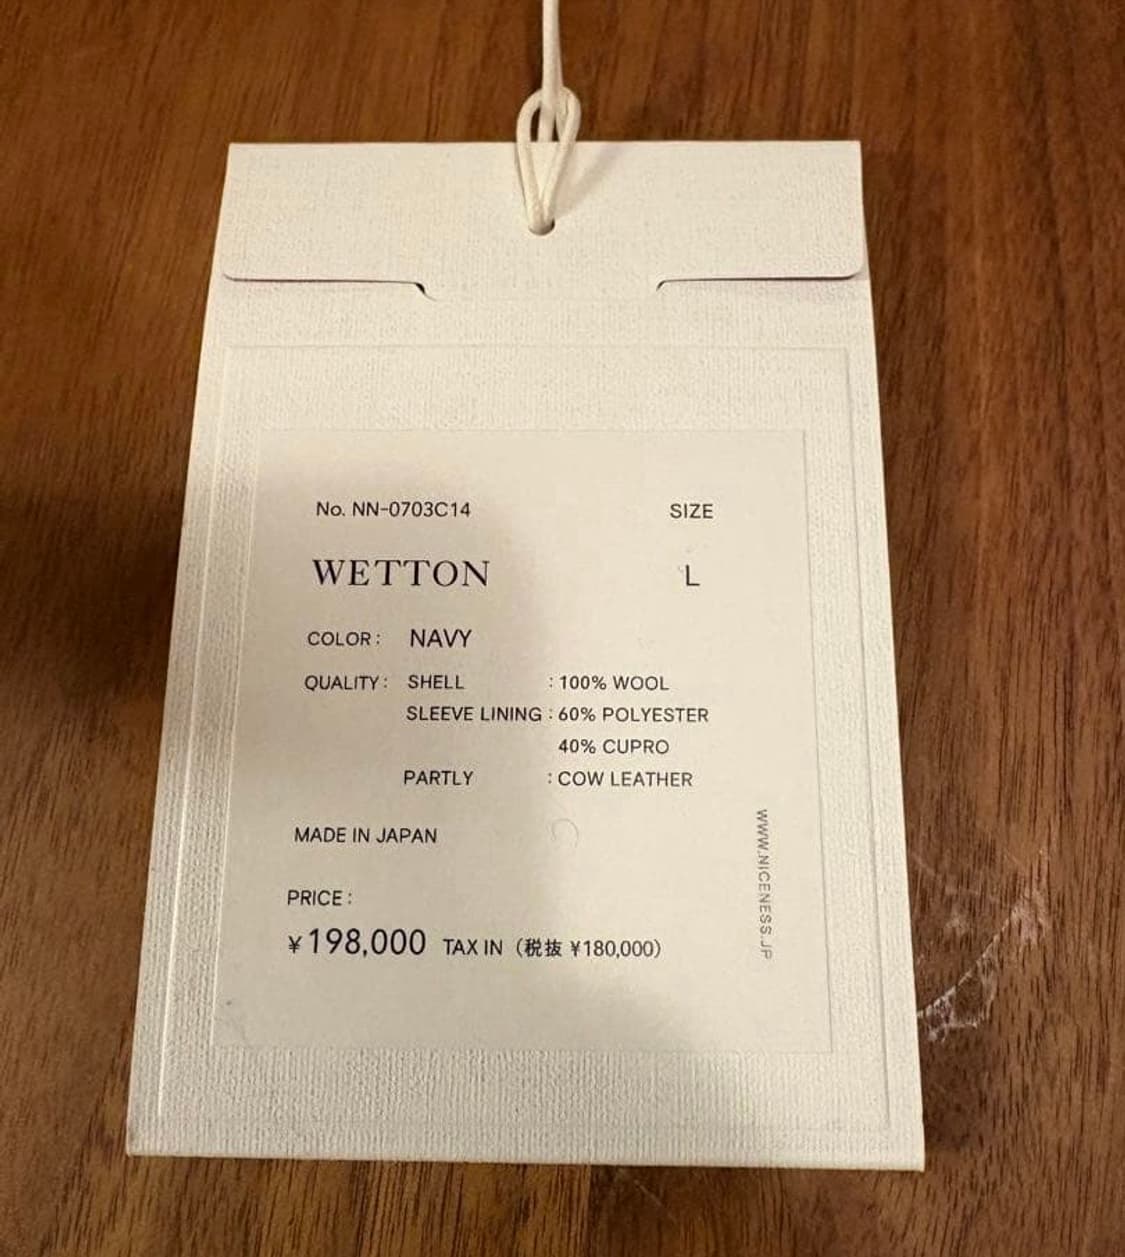 No. NN-0703C14 SIZE
WETTON L
COLOR: NAVY
QUALITY: SHELL : 100% WOOL
SLEEVE LINING : 60% POLYESTER
40% CUPRO
PARTLY : COW LEATHER
MADE IN JAPAN
PRICE:
¥198,000 TAX IN (税抜 ¥180,000)
WWW.NICENESS.JP